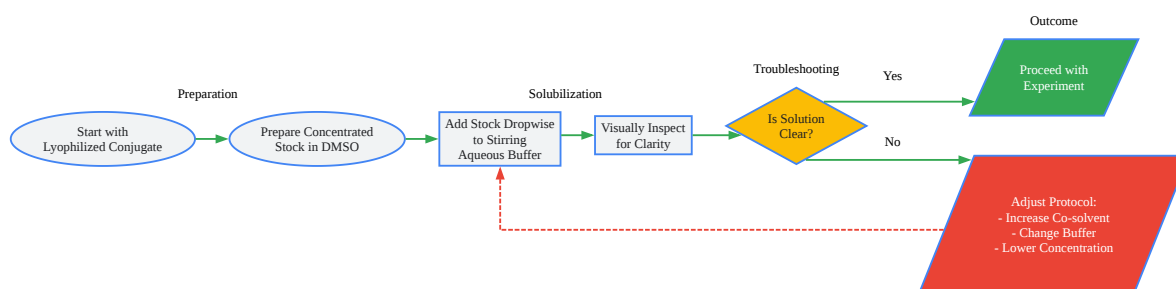 Preparation
Start with
Lyophilized Conjugate
Prepare Concentrated
Stock in DMSO
Solubilization
Add Stock Dropwise
to Stirring
Aqueous Buffer
Visually Inspect
for Clarity
Troubleshooting
Is Solution
Clear?
Yes
No
Outcome
Proceed with
Experiment
Adjust Protocol:
- Increase Co-solvent
- Change Buffer
- Lower Concentration